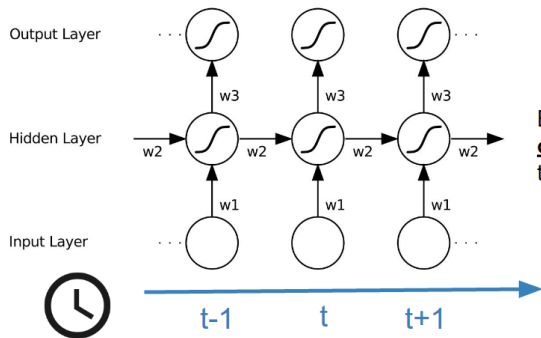 Output Layer
w3 w3 w3
Hidden Layer
w2 w2 w2 w2
w1 w1 w1
Input Layer
t-1 t t+1